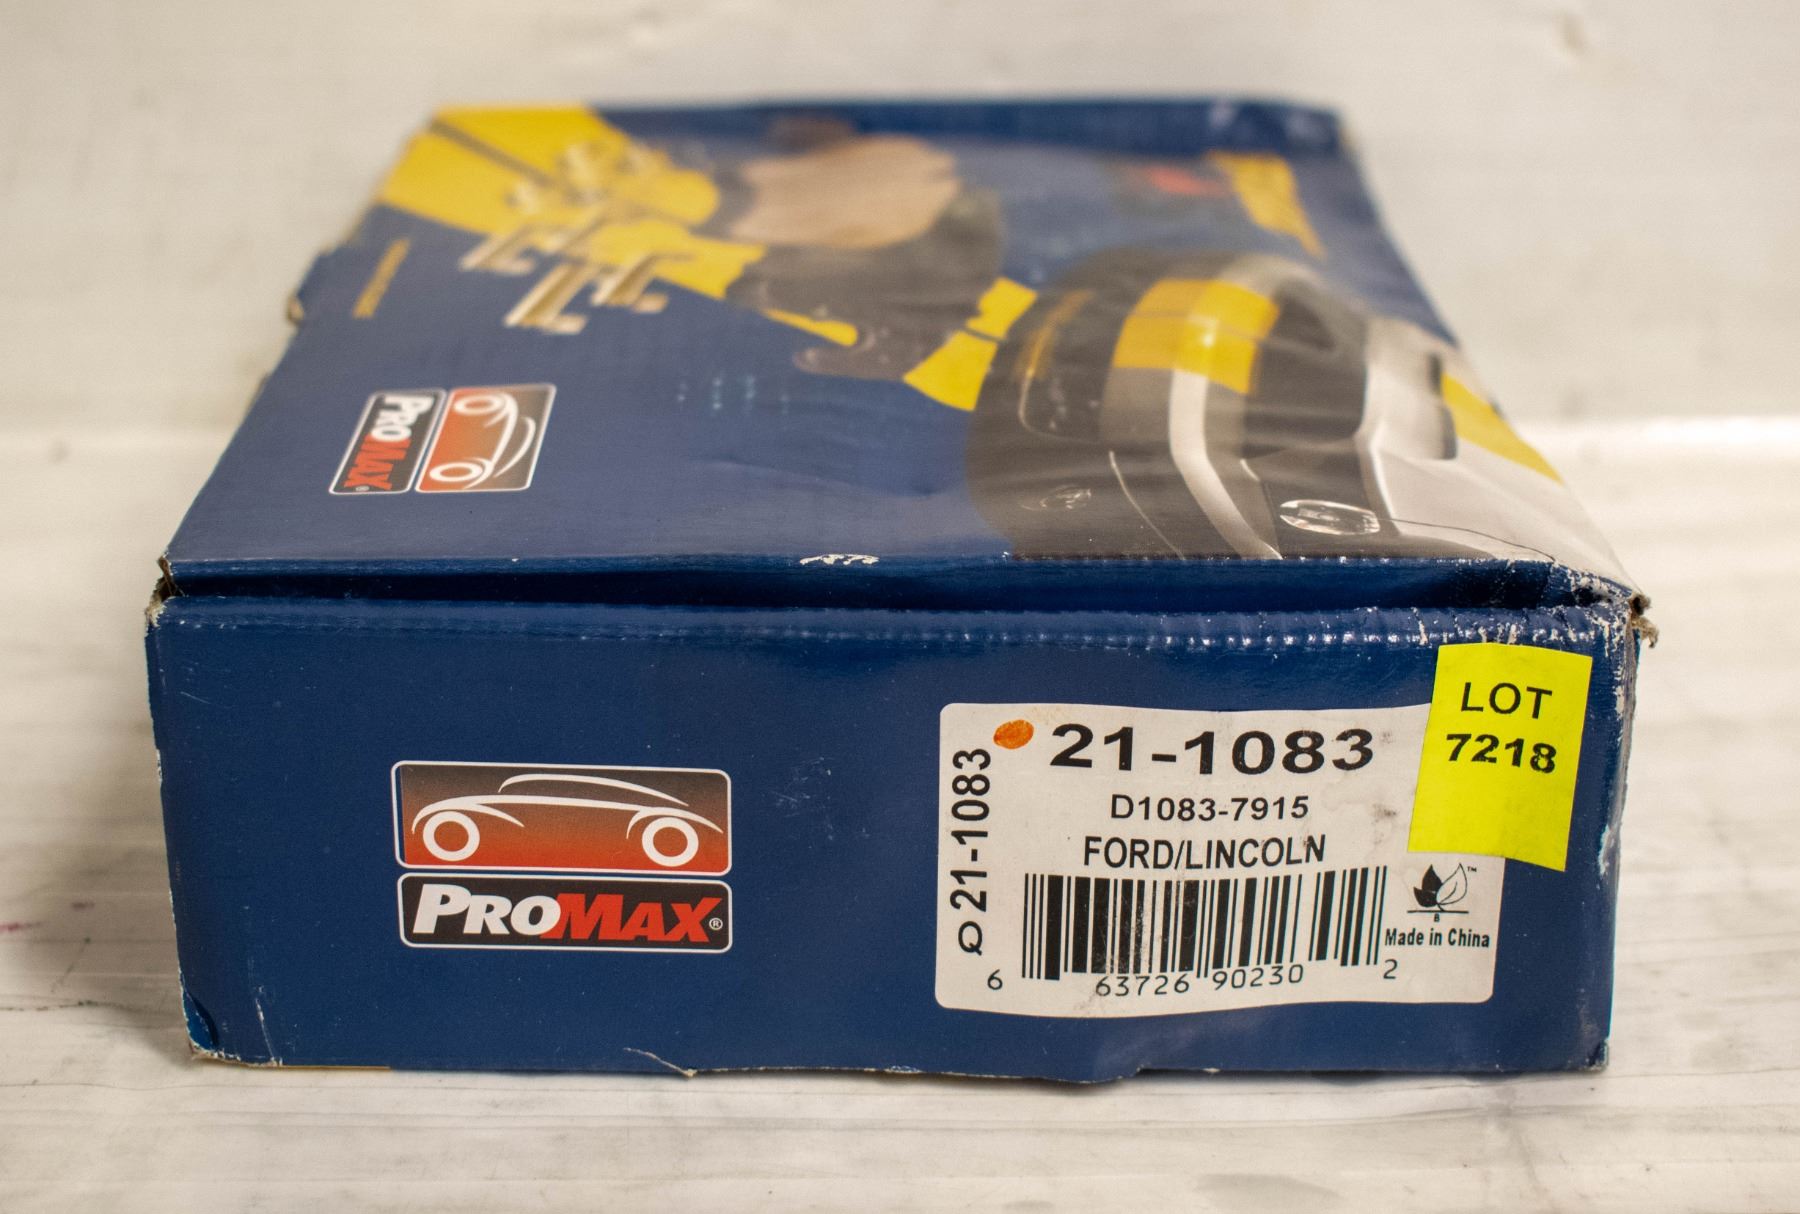 PROMAX®
PROMAX®
21-1083
Q
21-1083
D1083-7915
FORD/LINCOLN
6 63726 90230 2
B
Made in China
LOT
7218